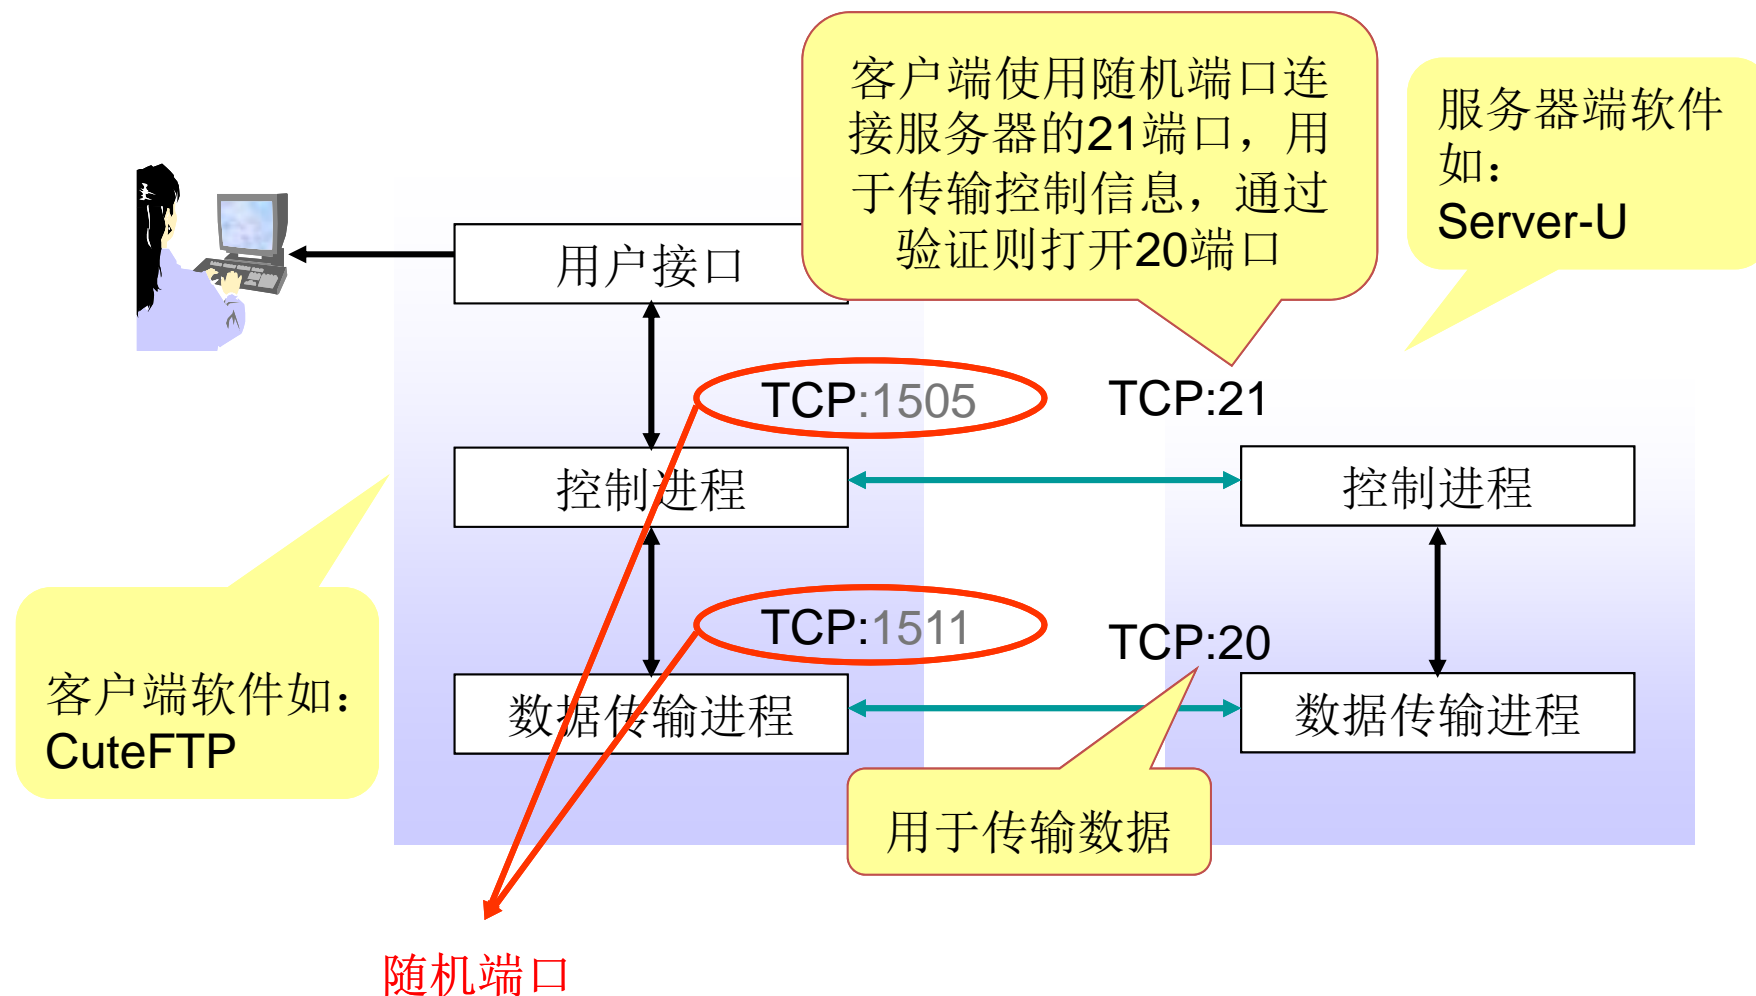 客户端使用随机端口连
接服务器的21端口，用
于传输控制信息，通过
验证则打开20端口
服务器端软件
如：
Server-U
用户接口
TCP:1505
TCP:21
控制进程
控制进程
TCP:1511
TCP:20
客户端软件如：
CuteFTP
数据传输进程
数据传输进程
用于传输数据
随机端口